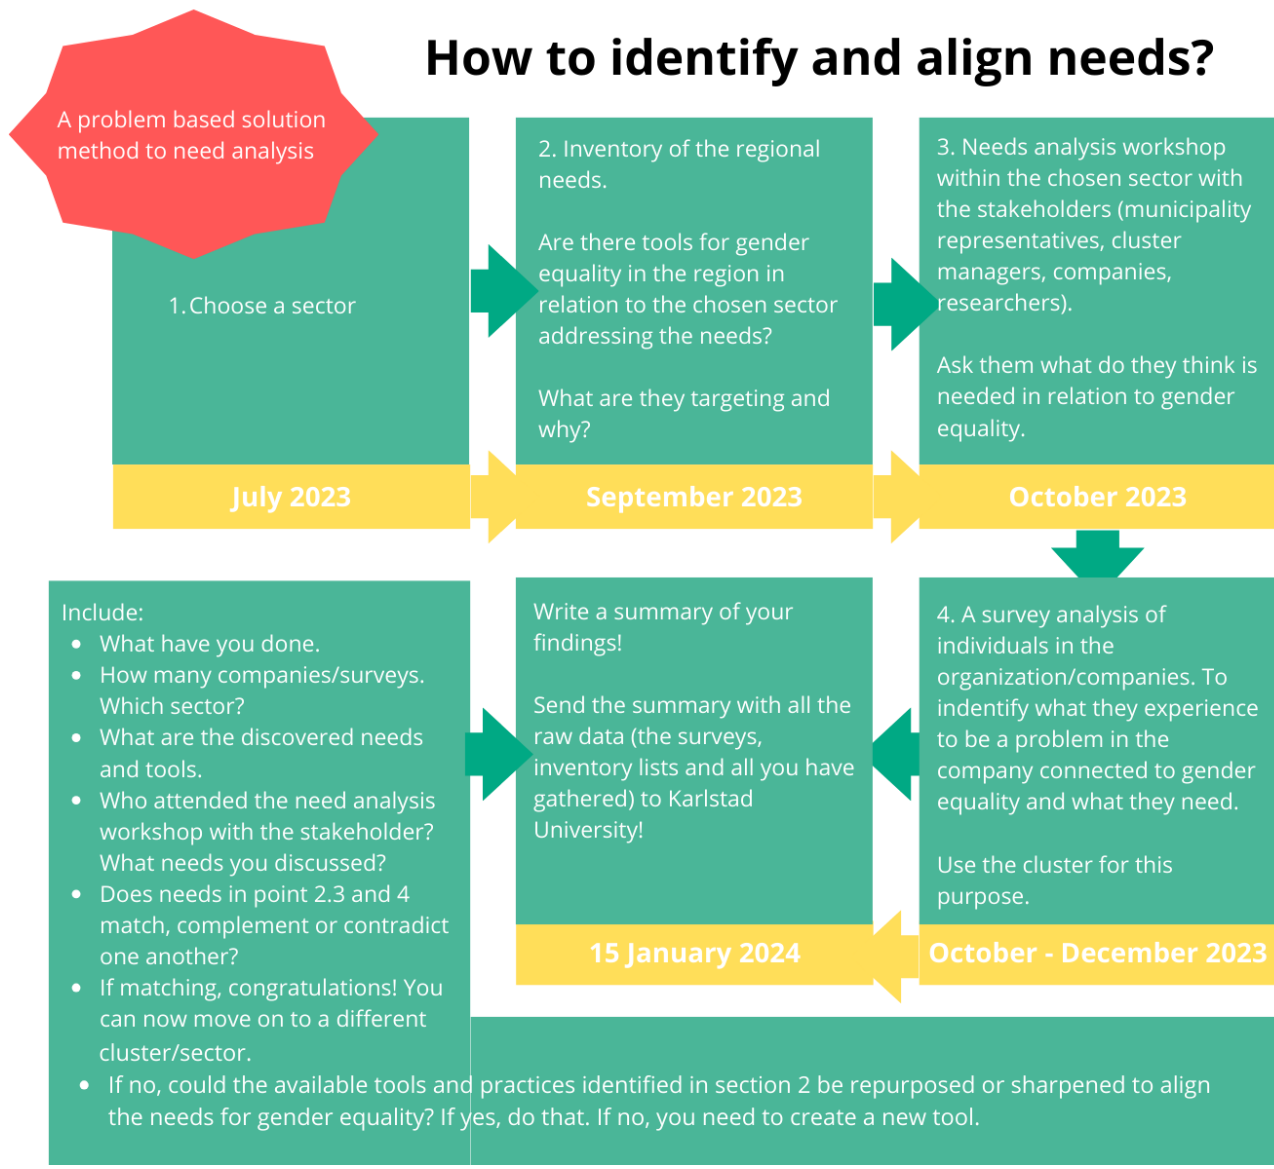 How to identify and align needs?
A problem based solution
method to need analysis
1. Choose a sector
July 2023
2. Inventory of the regional
needs.
Are there tools for gender
equality in the region in
relation to the chosen sector
addressing the needs?
What are they targeting and
why?
September 2023
3. Needs analysis workshop
within the chosen sector with
the stakeholders (municipality
representatives, cluster
managers, companies,
researchers).
Ask them what do they think is
needed in relation to gender
equality.
October 2023
4. A survey analysis of
individuals in the
organization/companies. To
indentify what they experience
to be a problem in the
company connected to gender
equality and what they need.
Use the cluster for this
purpose.
October - December 2023
Write a summary of your
findings!
Send the summary with all the
raw data (the surveys,
inventory lists and all you have
gathered) to Karlstad
University!
15 January 2024
Include:
• What have you done.
• How many companies/surveys.
Which sector?
• What are the discovered needs
and tools.
• Who attended the need analysis
workshop with the stakeholder?
What needs you discussed?
• Does needs in point 2.3 and 4
match, complement or contradict
one another?
• If matching, congratulations! You
can now move on to a different
cluster/sector.
• If no, could the available tools and practices identified in section 2 be repurposed or sharpened to align
the needs for gender equality? If yes, do that. If no, you need to create a new tool.